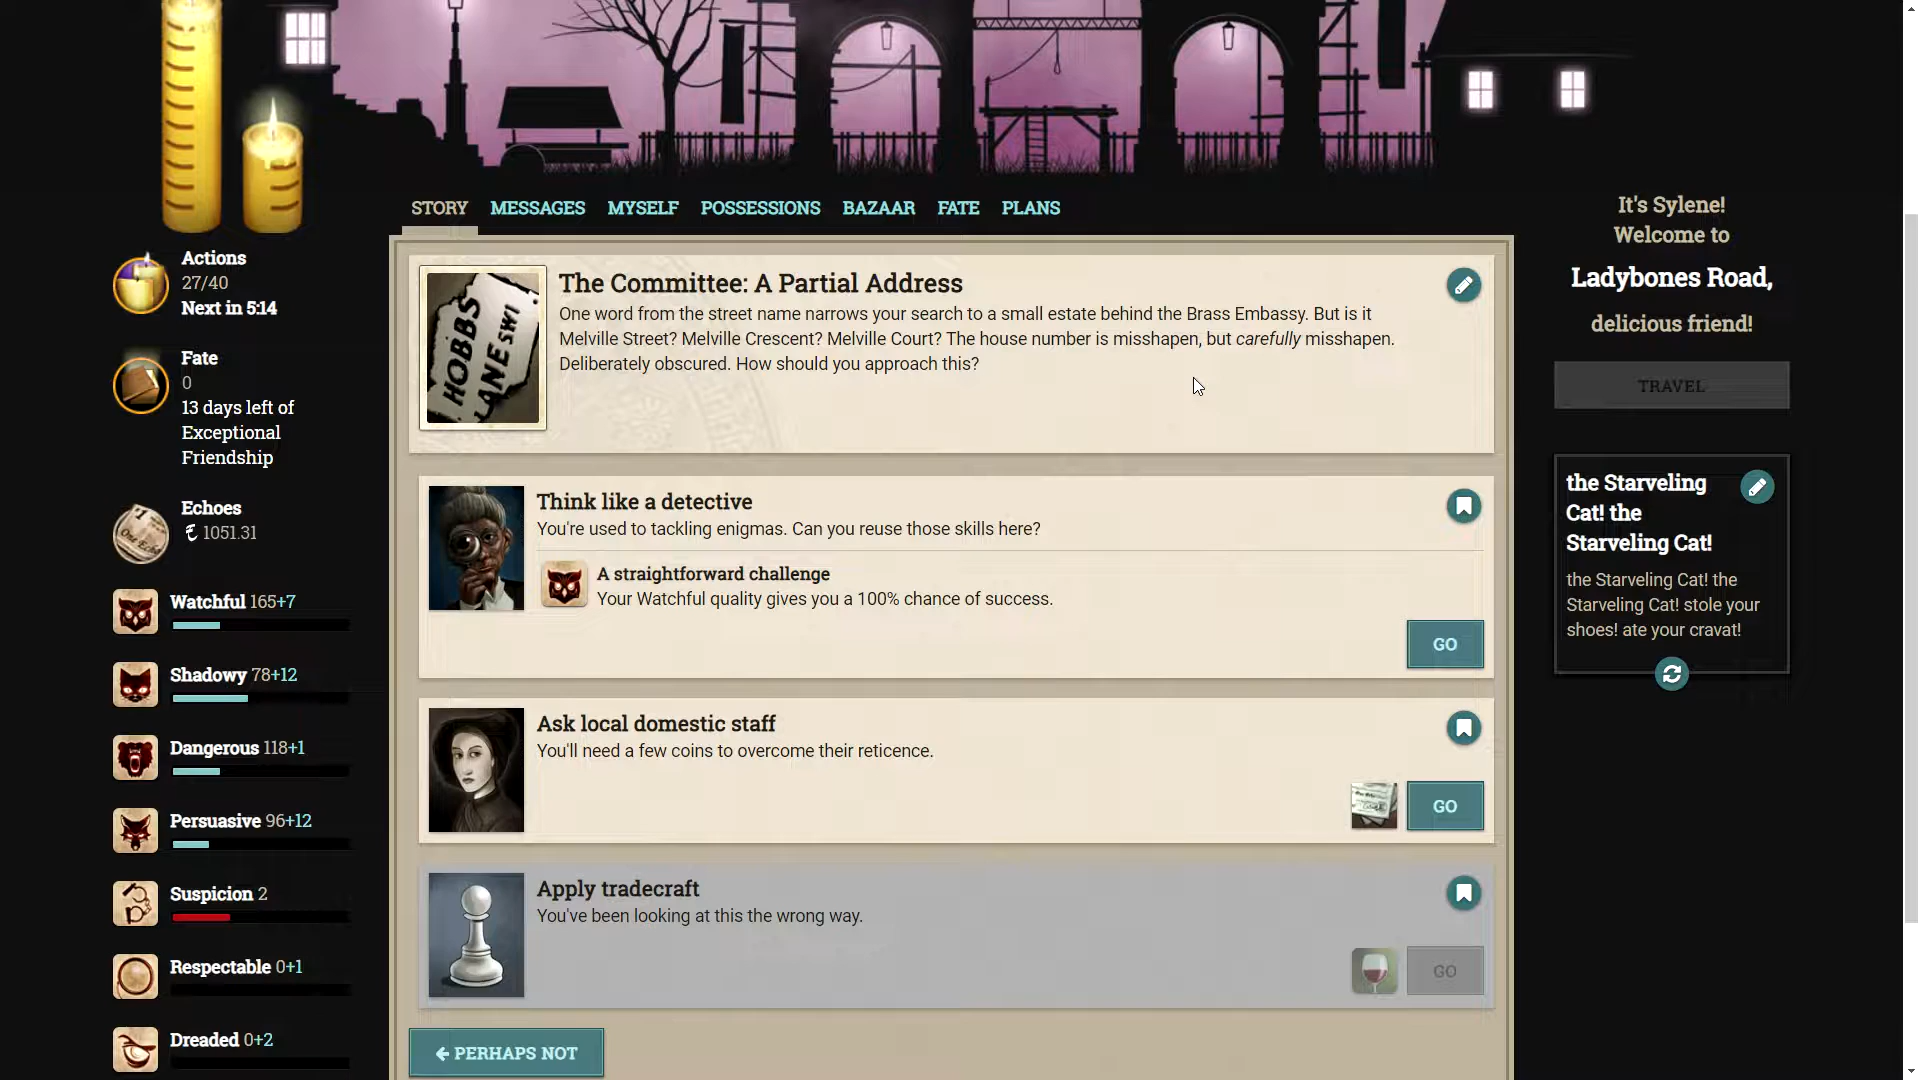 STORY
MESSAGES
MYSELF
POSSESSIONS
BAZAAR
FATE
PLANS
Actions
27/40
Next in 5:14
Fate
0
13 days left of
Exceptional
Friendship
Echoes
1051.31
Watchful 165+7
Shadowy 78+12
Dangerous 118+1
Persuasive 96+12
Suspicion 2
Respectable 0+1
Dreaded 0+2
HOBBS
LANE SW1
The Committee: A Partial Address
One word from the street name narrows your search to a small estate behind the Brass Embassy. But is it
Melville Street? Melville Crescent? Melville Court? The house number is misshapen, but carefully misshapen.
Deliberately obscured. How should you approach this?
Think like a detective
You're used to tackling enigmas. Can you reuse those skills here?
A straightforward challenge
Your Watchful quality gives you a 100% chance of success.
GO
Ask local domestic staff
You'll need a few coins to overcome their reticence.
GO
Apply tradecraft
You've been looking at this the wrong way.
GO
PERHAPS NOT
It's Sylene!
Welcome to
Ladybones Road,
delicious friend!
TRAVEL
the Starveling
Cat! the
Starveling Cat!
the Starveling Cat! the
Starveling Cat! stole your
shoes! ate your cravat!